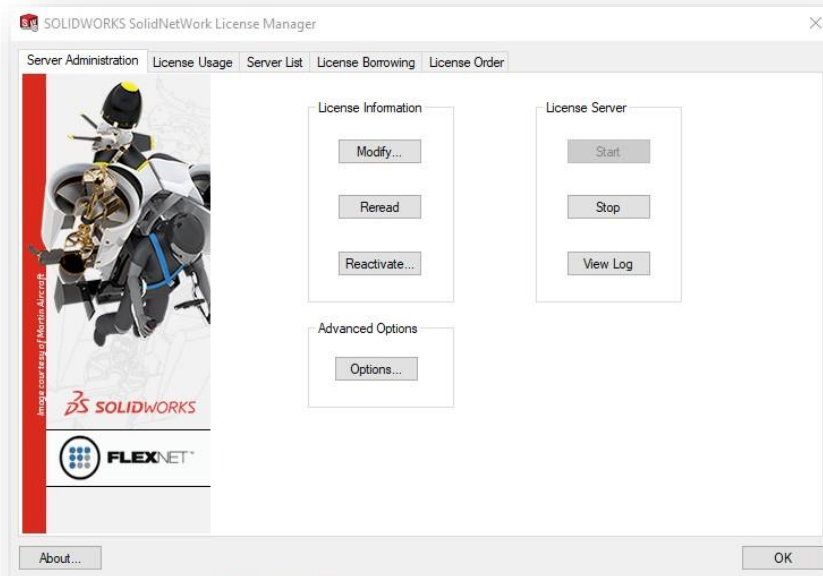 SOLIDWORKS SolidNetWork License Manager
Server Administration License Usage Server List License Borrowing License Order
License Information
Modify...
Reread
Reactivate...
License Server
Start
Stop
View Log
Advanced Options
Options...
Image courtesy of Martin Aircraft
SOLIDWORKS
FLEXNET
About...
OK